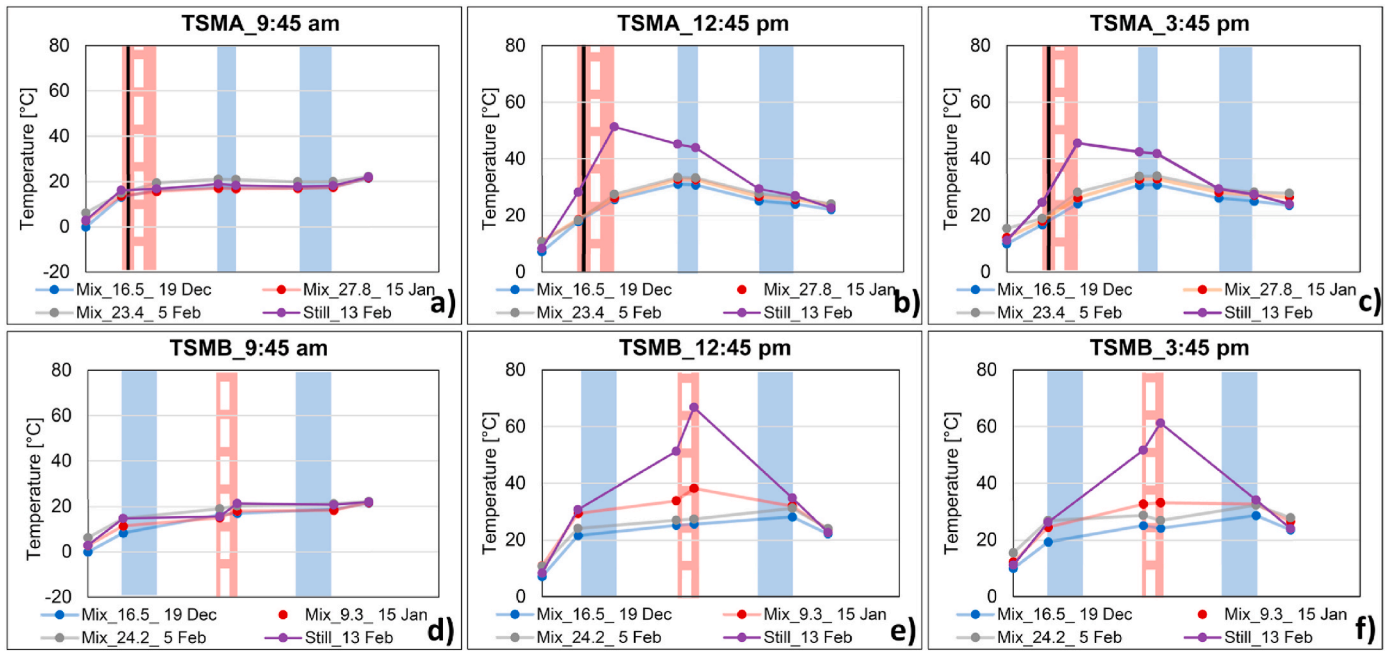 TSMA_9:45 am
80
60
40
20
0
-20
Temperature [°C]
Mix_16.5_ 19 Dec
Mix_27.8_ 15 Jan
Mix_23.4_ 5 Feb
Still_13 Feb
a)
TSMA_12:45 pm
80
60
40
20
0
Temperature [°C]
Mix_16.5_ 19 Dec
Mix_27.8_ 15 Jan
Mix_23.4_ 5 Feb
Still_13 Feb
b)
TSMA_3:45 pm
80
60
40
20
0
Temperature [°C]
Mix_16.5_ 19 Dec
Mix_27.8_ 15 Jan
Mix_23.4_ 5 Feb
Still_13 Feb
c)
TSMB_9:45 am
80
60
40
20
0
-20
Temperature [°C]
Mix_16.5_ 19 Dec
Mix_9.3_ 15 Jan
Mix_24.2_ 5 Feb
Still_13 Feb
d)
TSMB_12:45 pm
80
60
40
20
0
Temperature [°C]
Mix_16.5_ 19 Dec
Mix_9.3_ 15 Jan
Mix_24.2_ 5 Feb
Still_13 Feb
e)
TSMB_3:45 pm
80
60
40
20
0
Temperature [°C]
Mix_16.5_ 19 Dec
Mix_9.3_ 15 Jan
Mix_24.2_ 5 Feb
Still_13 Feb
f)